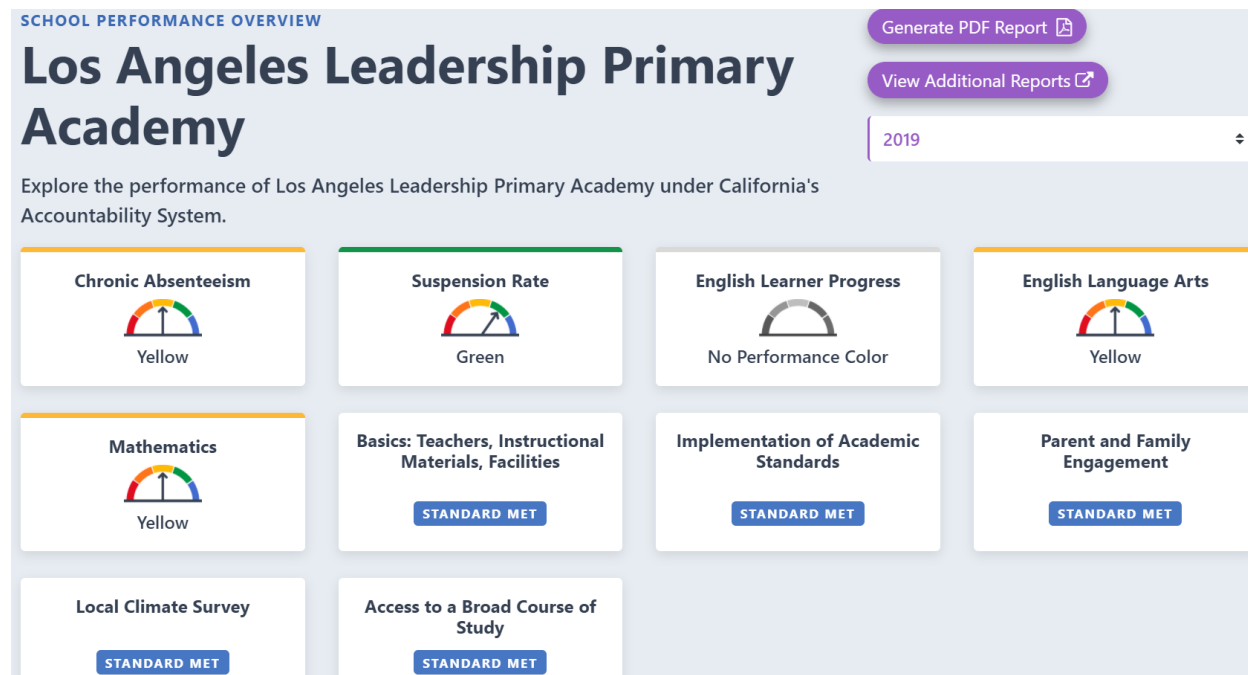 SCHOOL PERFORMANCE OVERVIEW
Los Angeles Leadership Primary
Academy
Explore the performance of Los Angeles Leadership Primary Academy under California's
Accountability System.
Generate PDF Report
View Additional Reports
2019
Chronic Absenteeism
Yellow
Suspension Rate
Green
English Learner Progress
No Performance Color
English Language Arts
Yellow
Mathematics
Yellow
Basics: Teachers, Instructional
Materials, Facilities
STANDARD MET
Implementation of Academic
Standards
STANDARD MET
Parent and Family
Engagement
STANDARD MET
Local Climate Survey
STANDARD MET
Access to a Broad Course of
Study
STANDARD MET